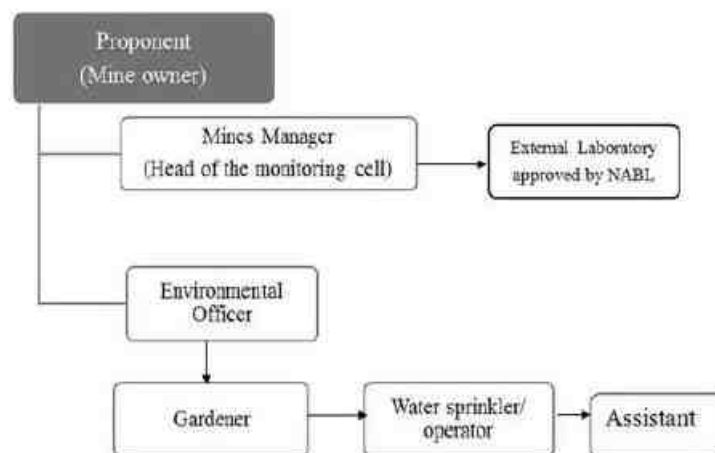 Proponent
(Mine owner)
Mines Manager
(Head of the monitoring cell)
External Laboratory
approved by NABL
Environmental
Officer
Gardener
Water sprinkler/
operator
Assistant